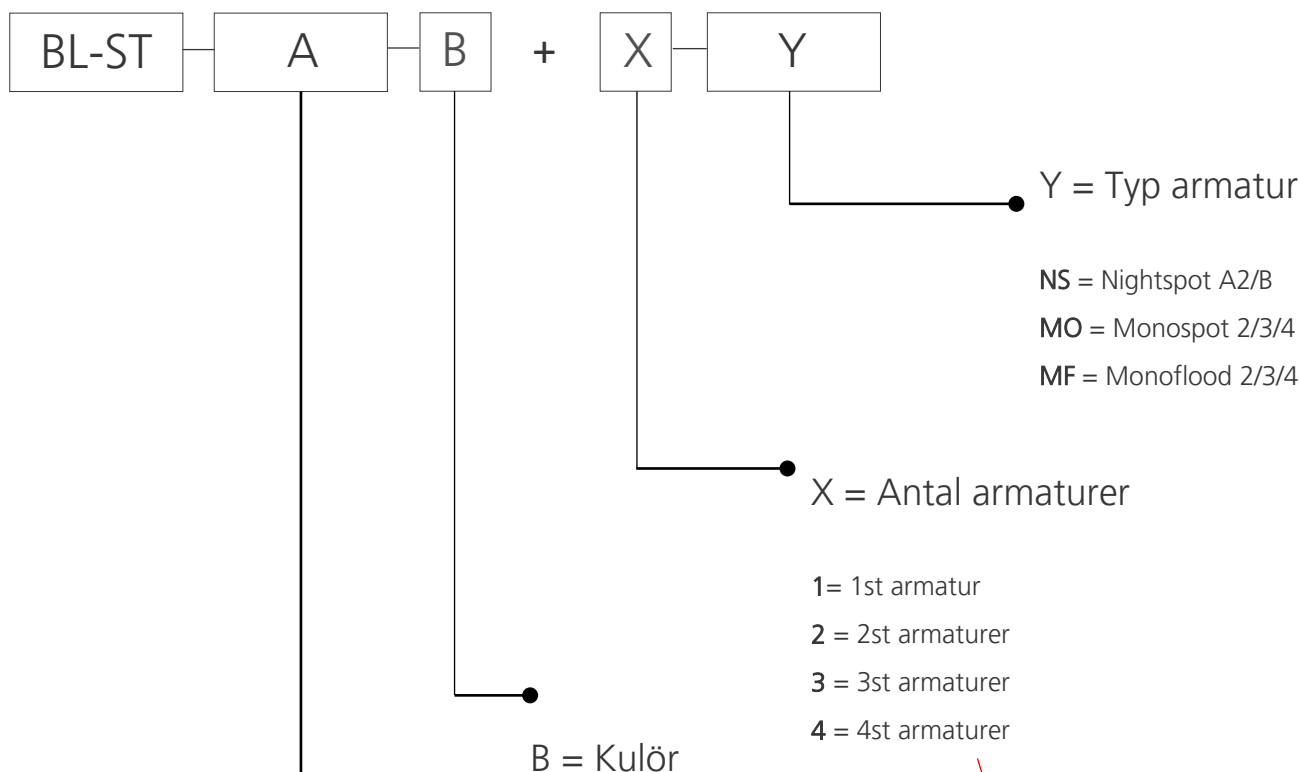 BL-ST A B + X Y
Y = Typ armatur
NS = Nightspot A2/B
MO = Monospot 2/3/4
MF = Monoflood 2/3/4
X = Antal armaturer
1= 1st armatur
2 = 2st armaturer
3 = 3st armaturer
4 = 4st armaturer
B = Kulör